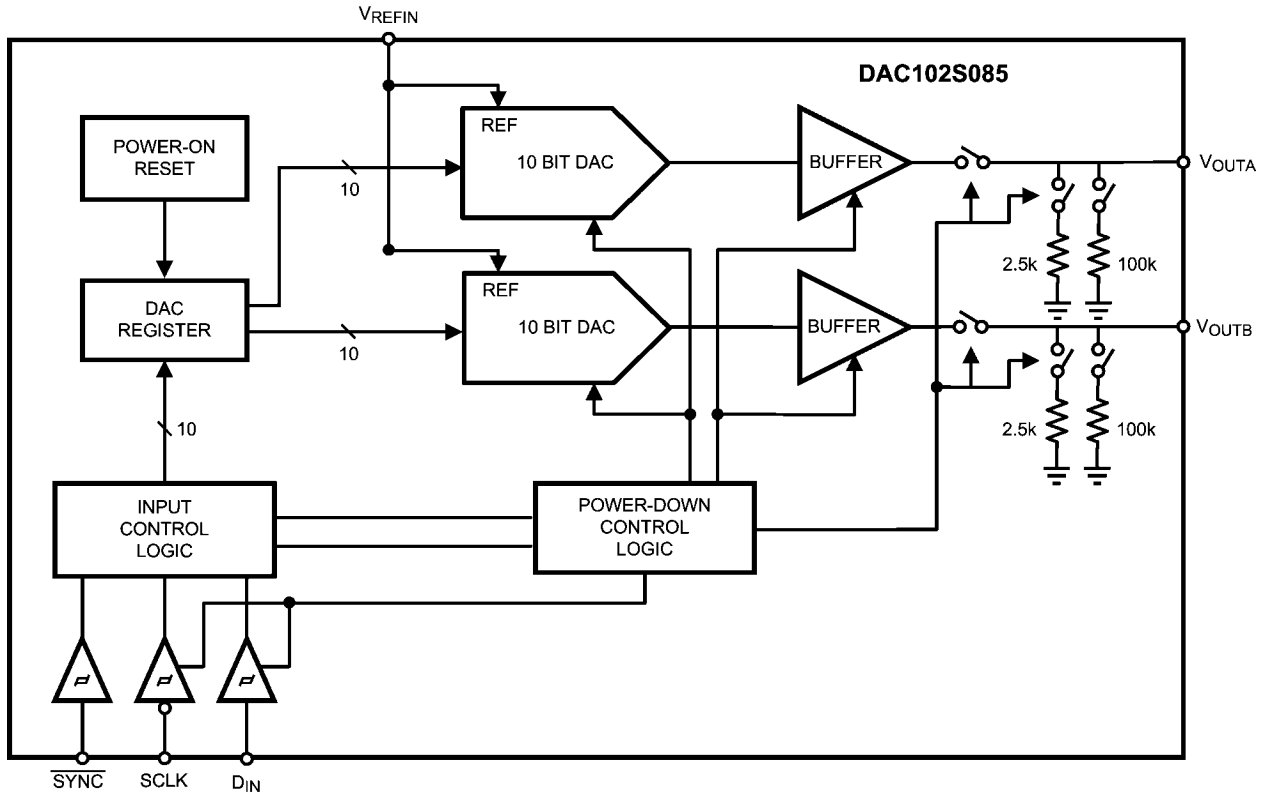 VREFIN
DAC102S085
POWER-ON
RESET
REF
10 BIT DAC
BUFFER
VOUTA
10
2.5k
100k
DAC
REGISTER
REF
10 BIT DAC
BUFFER
VOUTB
10
10
2.5k
100k
INPUT
CONTROL
LOGIC
POWER-DOWN
CONTROL
LOGIC
SYNC
SCLK
DIN